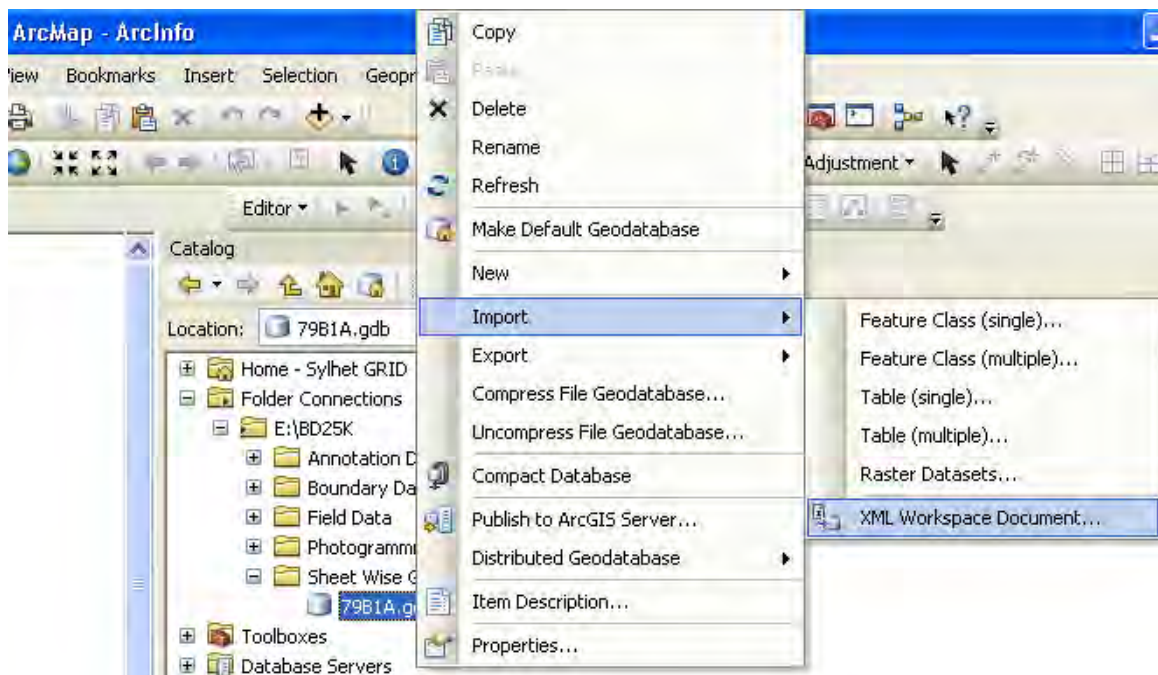 ArcMap - ArcInfo
View Bookmarks Insert Selection Geopr
Adjustment
Editor
Catalog
Location: 79B1A.gdb
Home - Sylhet GRID
Folder Connections
E:\BD25K
Annotation D
Boundary Da
Field Data
Photogramm
Sheet Wise G
79B1A.g
Toolboxes
Database Servers
Copy
Paste
Delete
Rename
Refresh
Make Default Geodatabase
New
Import
Export
Compress File Geodatabase...
Uncompress File Geodatabase...
Compact Database
Publish to ArcGIS Server...
Distributed Geodatabase
Item Description...
Properties...
Feature Class (single)...
Feature Class (multiple)...
Table (single)...
Table (multiple)...
Raster Datasets...
XML Workspace Document...